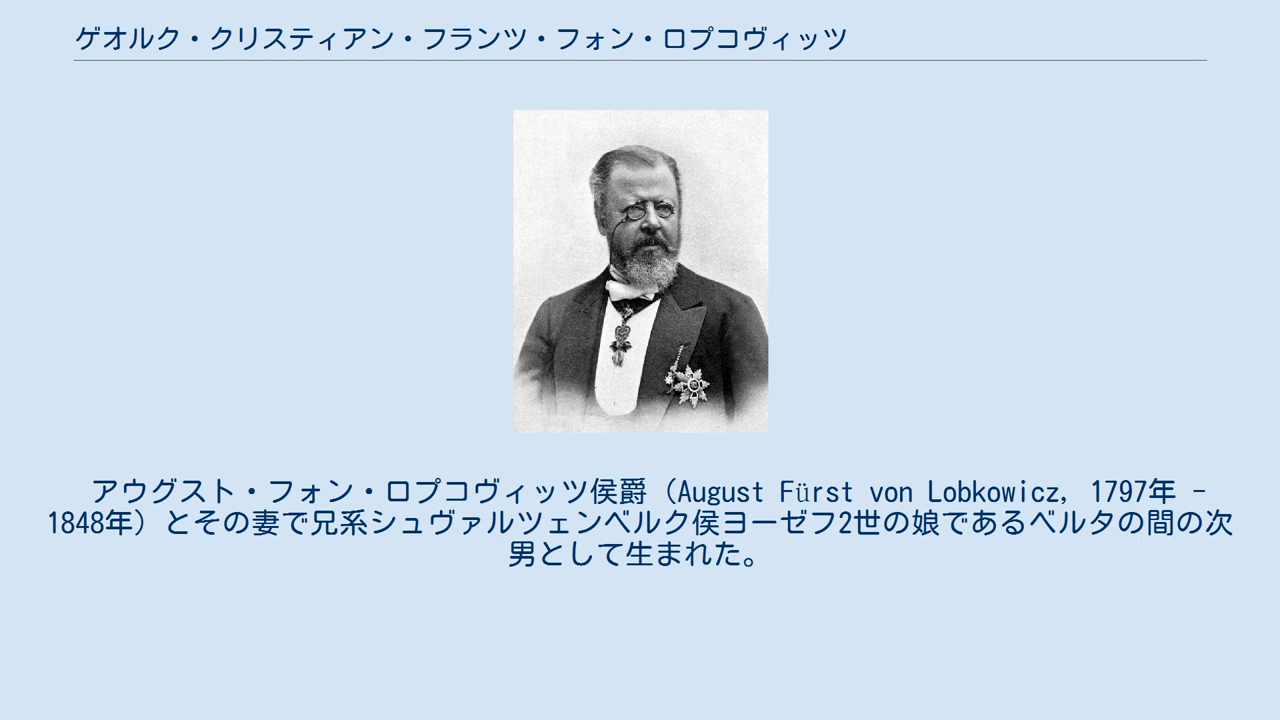 ゲオルク・クリスティアン・フランツ・フォン・ロプコヴィッツ
アウグスト・フォン・ロプコヴィッツ侯爵（August Fürst von Lobkowicz, 1797年 -
1848年）とその妻で兄系シュヴァルツェンベルク侯ヨーゼフ2世の娘であるベルタの間の次
男として生まれた。